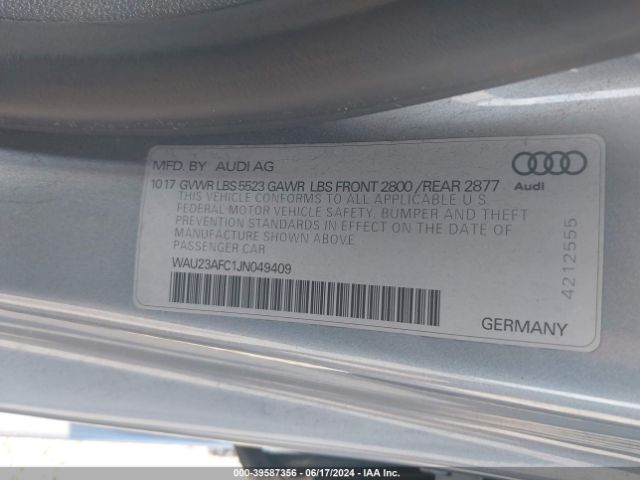 MFD. BY AUDI AG
10 17 GVWR LBS 5523 GAWR LBS FRONT 2800 / REAR 2877
THIS VEHICLE CONFORMS TO ALL APPLICABLE U S
FEDERAL MOTOR VEHICLE SAFETY, BUMPER AND THEFT
PREVENTION STANDARDS IN EFFECT ON THE DATE OF
MANUFACTURE SHOWN ABOVE.
PASSENGER CAR
WAU23AFC1JN049409
Audi
4212555
GERMANY
000-39587356 | 06/17/2024 | IAAI.COM